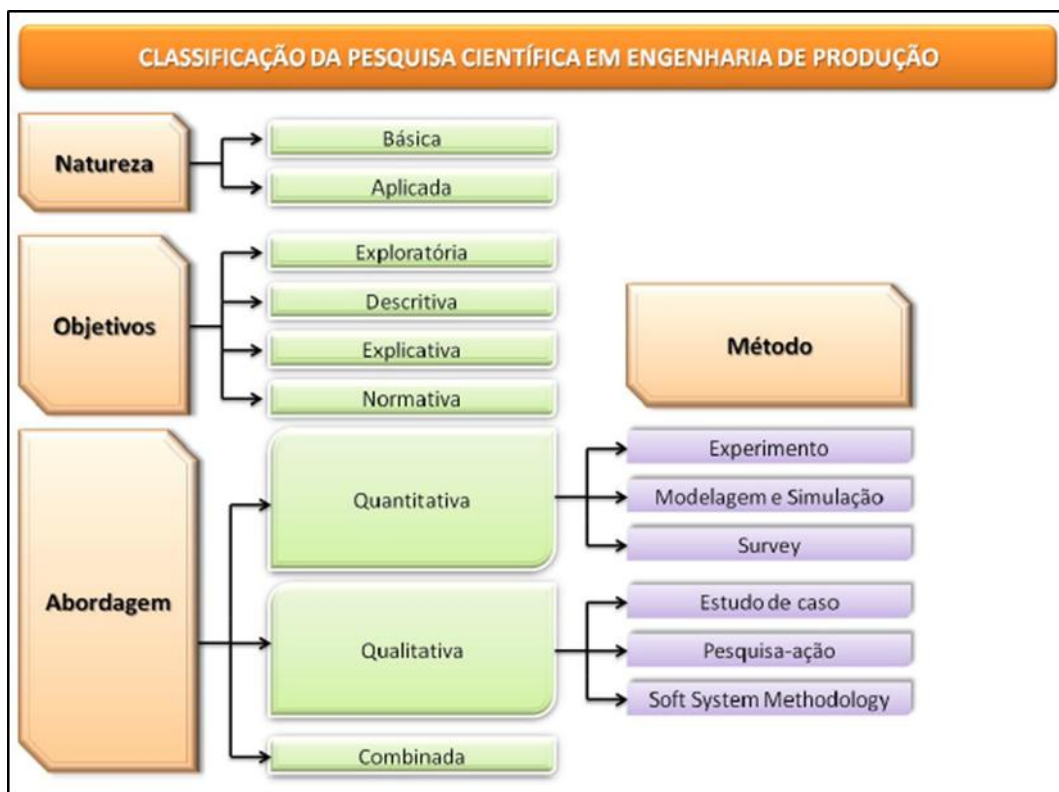 CLASSIFICAÇÃO DA PESQUISA CIENTÍFICA EM ENGENHARIA DE PRODUÇÃO
Natureza
Básica
Aplicada
Objetivos
Exploratória
Descritiva
Explicativa
Normativa
Abordagem
Quantitativa
Qualitativa
Combinada
Método
Experimento
Modelagem e Simulação
Survey
Estudo de caso
Pesquisa-ação
Soft System Methodology